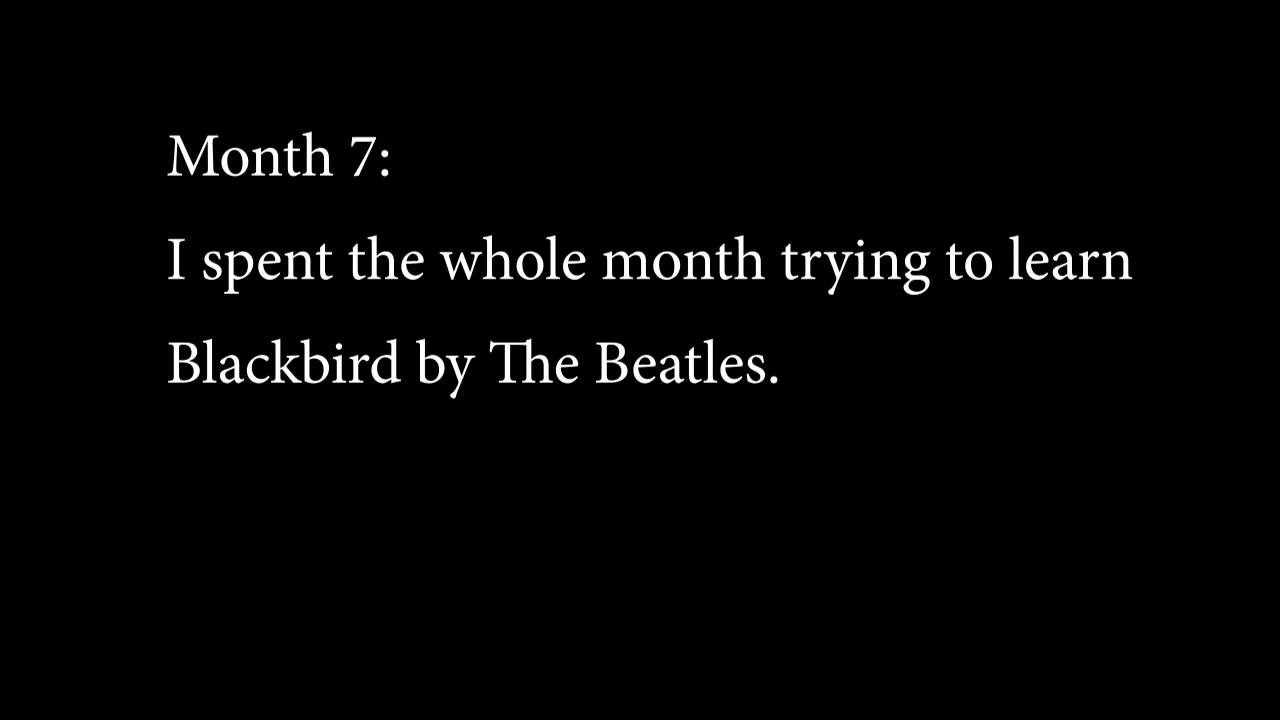 Month 7:
I spent the whole month trying to learn
Blackbird by The Beatles.